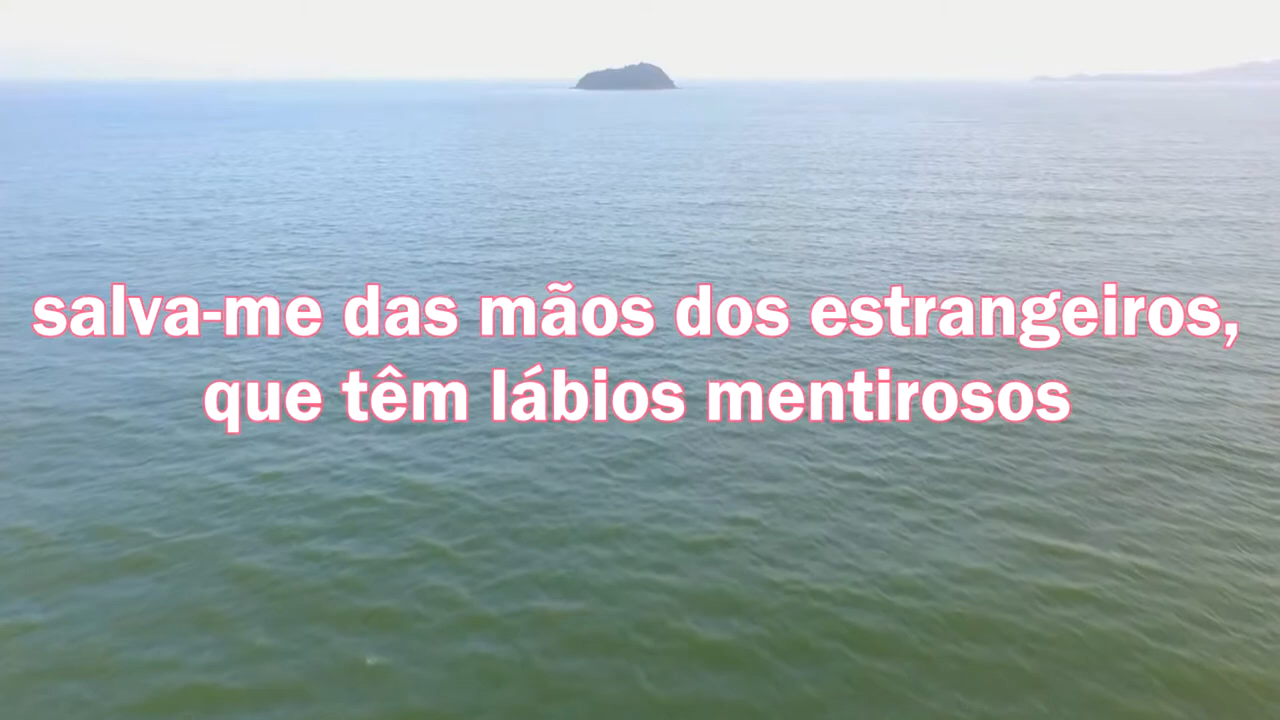 salva-me das mãos dos estrangeiros,
que têm lábios mentirosos